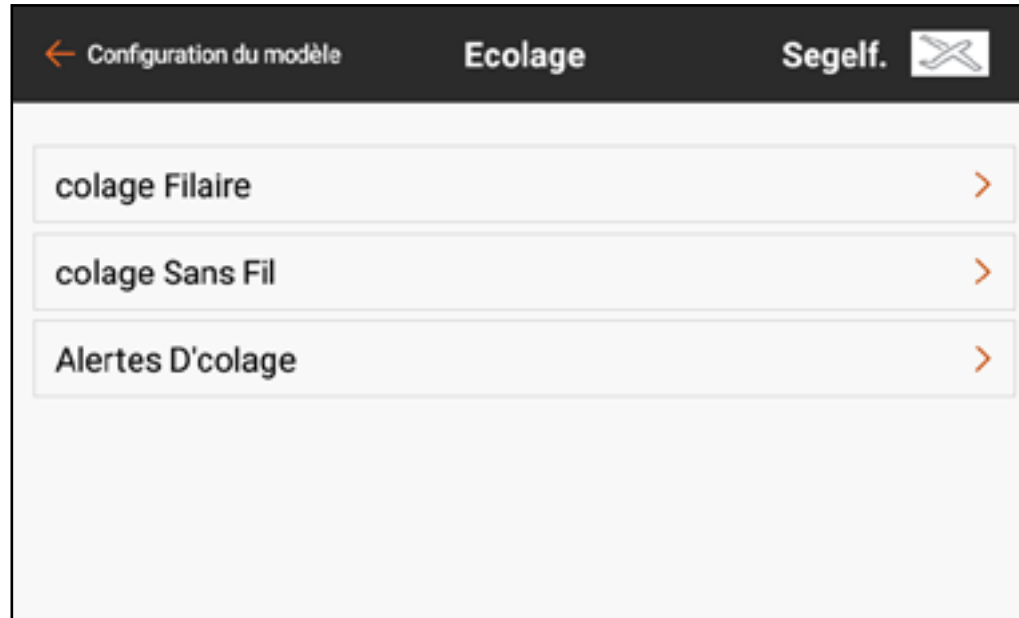 Configuration du modèle Ecolage Segelf.
colage Filaire
colage Sans Fil
Alertes D'colage